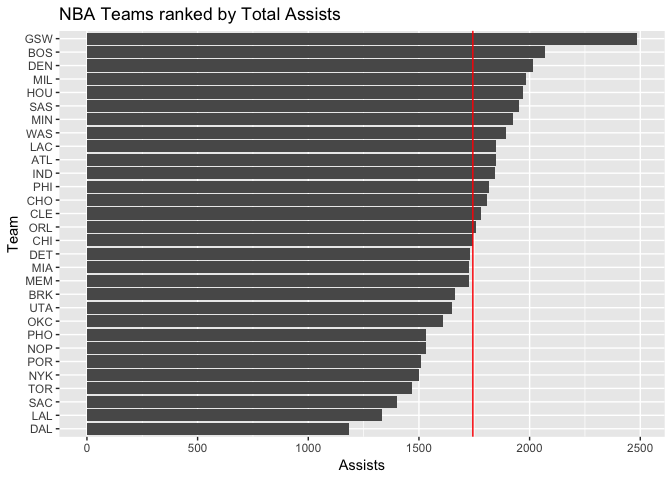 NBA Teams ranked by Total Assists
GSW
BOS
DEN
MIL
HOU
SAS
MIN
WAS
LAC
ATL
IND
PHI
CHO
CLE
ORL
CHI
DET
MIA
MEM
BRK
UTA
OKC
PHO
NOP
POR
NYK
TOR
SAC
LAL
DAL
Team
0 500 1000 1500 2000 2500
Assists